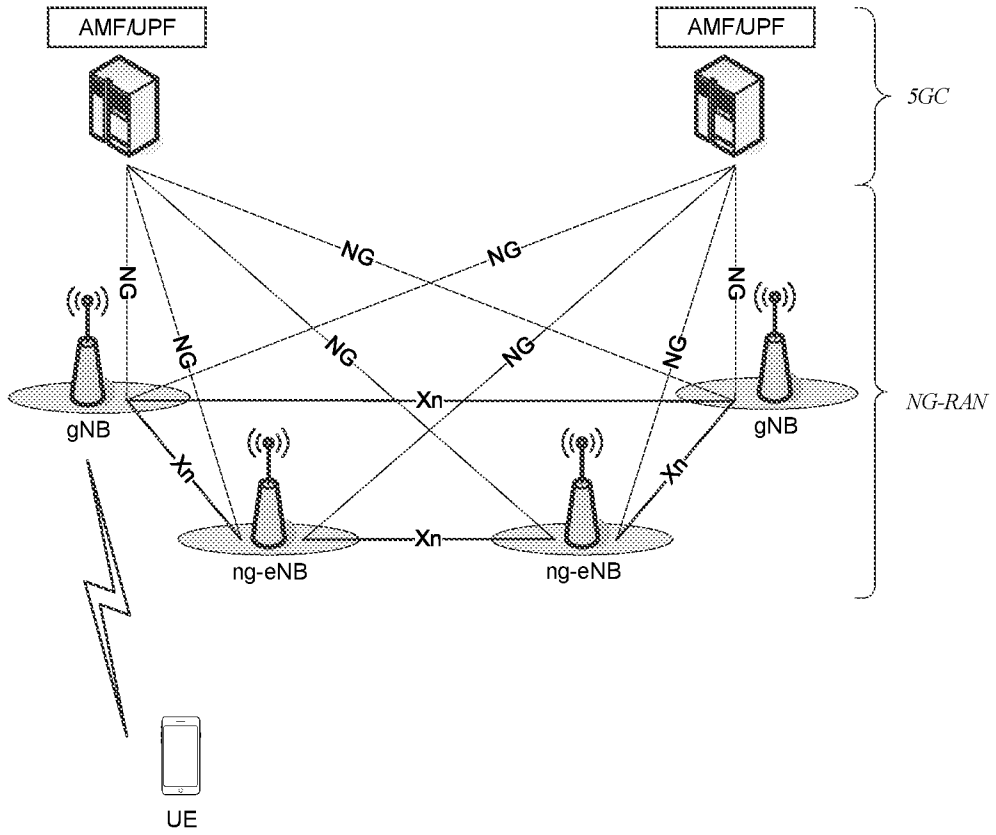 AMF/UPF
AMF/UPF
5GC
NG
NG
NG
NG
NG
NG
NG
NG
Xn
gNB
gNB
NG-RAN
Xn
Xn
Xn
ng-eNB
ng-eNB
UE